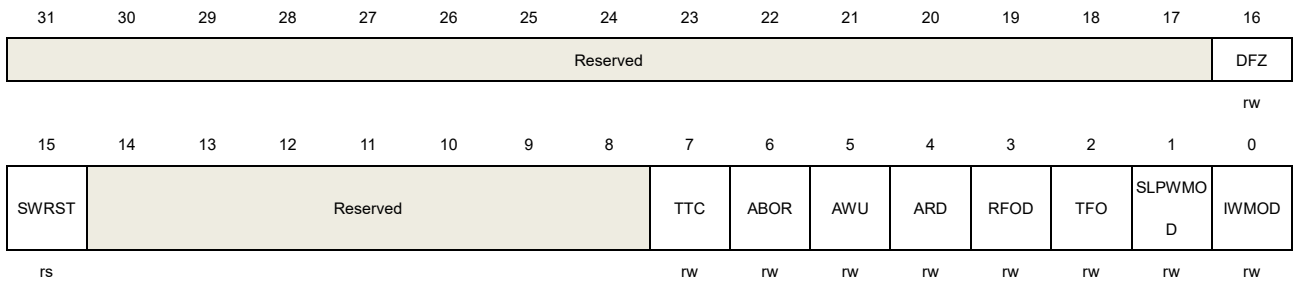 31 30 29 28 27 26 25 24 23 22 21 20 19 18 17 16
Reserved DFZ
rw
15 14 13 12 11 10 9 8 7 6 5 4 3 2 1 0
SWRST Reserved TTC ABOR AWU ARD RFOD TFO SLPWMO IWMOD
D
rs rw rw rw rw rw rw rw rw